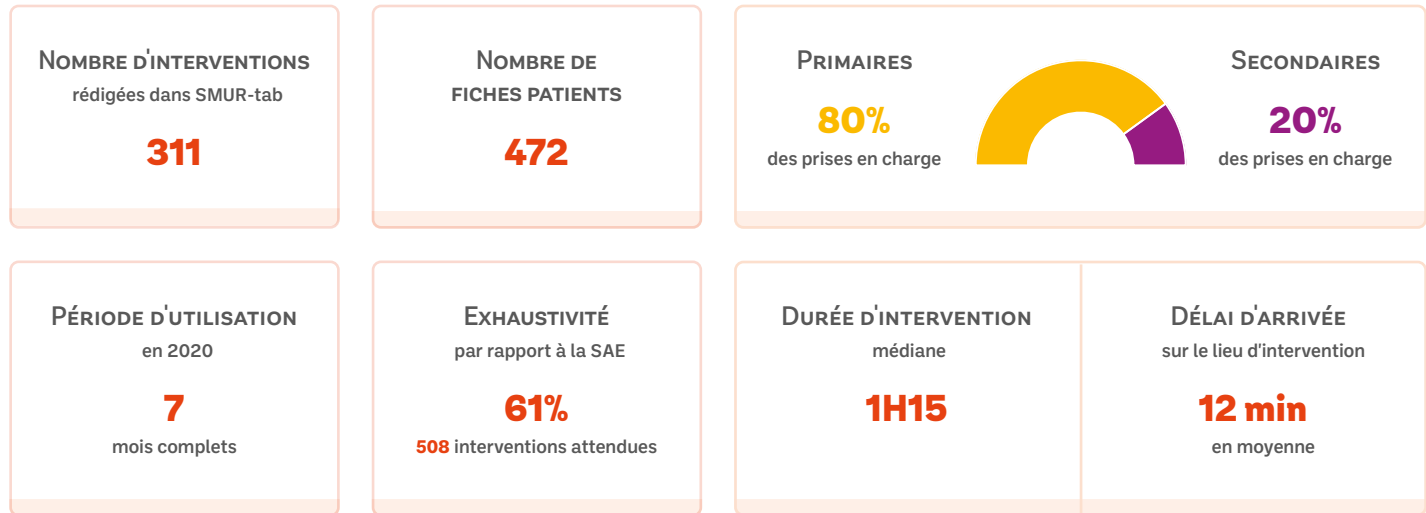 NOMBRE D'INTERVENTIONS
rédigées dans SMUR-tab
311
NOMBRE DE
FICHES PATIENTS
472
PRIMAIRES
80%
des prises en charge
SECONDAIRES
20%
des prises en charge
PÉRIODE D'UTILISATION
en 2020
7
mois complets
EXHAUSTIVITÉ
par rapport à la SAE
61%
508 interventions attendues
DURÉE D'INTERVENTION
médiane
1H15
DÉLAI D'ARRIVÉE
sur le lieu d'intervention
12 min
en moyenne